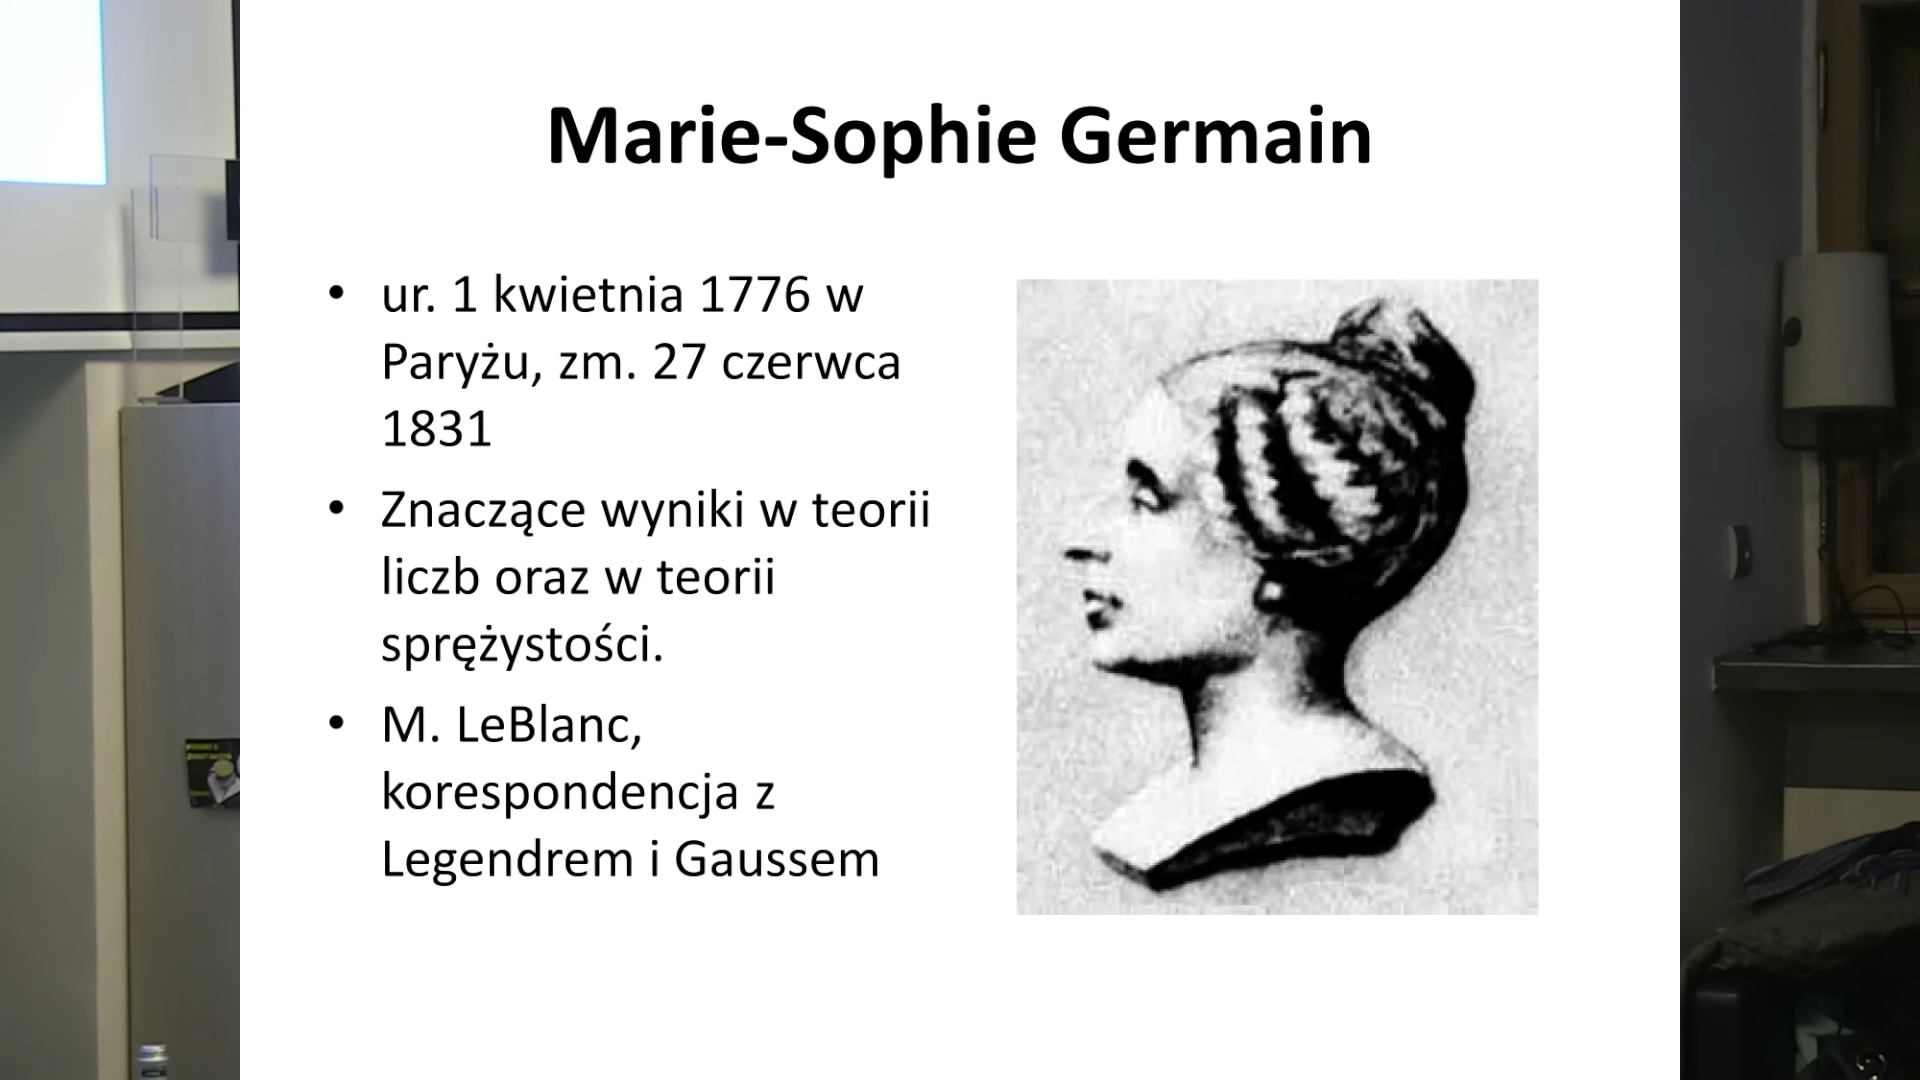 Marie-Sophie Germain
• ur. 1 kwietnia 1776 w
Paryżu, zm. 27 czerwca
1831
• Znaczące wyniki w teorii
liczb oraz w teorii
sprężystości.
• M. LeBlanc,
korespondencja z
Legendrem i Gaussem